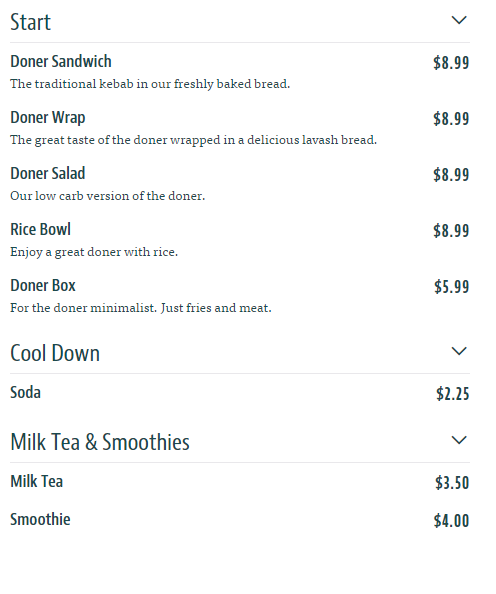 Start
Doner Sandwich $8.99
The traditional kebab in our freshly baked bread.
Doner Wrap $8.99
The great taste of the doner wrapped in a delicious lavash bread.
Doner Salad $8.99
Our low carb version of the doner.
Rice Bowl $8.99
Enjoy a great doner with rice.
Doner Box $5.99
For the doner minimalist. Just fries and meat.
Cool Down
Soda $2.25
Milk Tea & Smoothies
Milk Tea $3.50
Smoothie $4.00